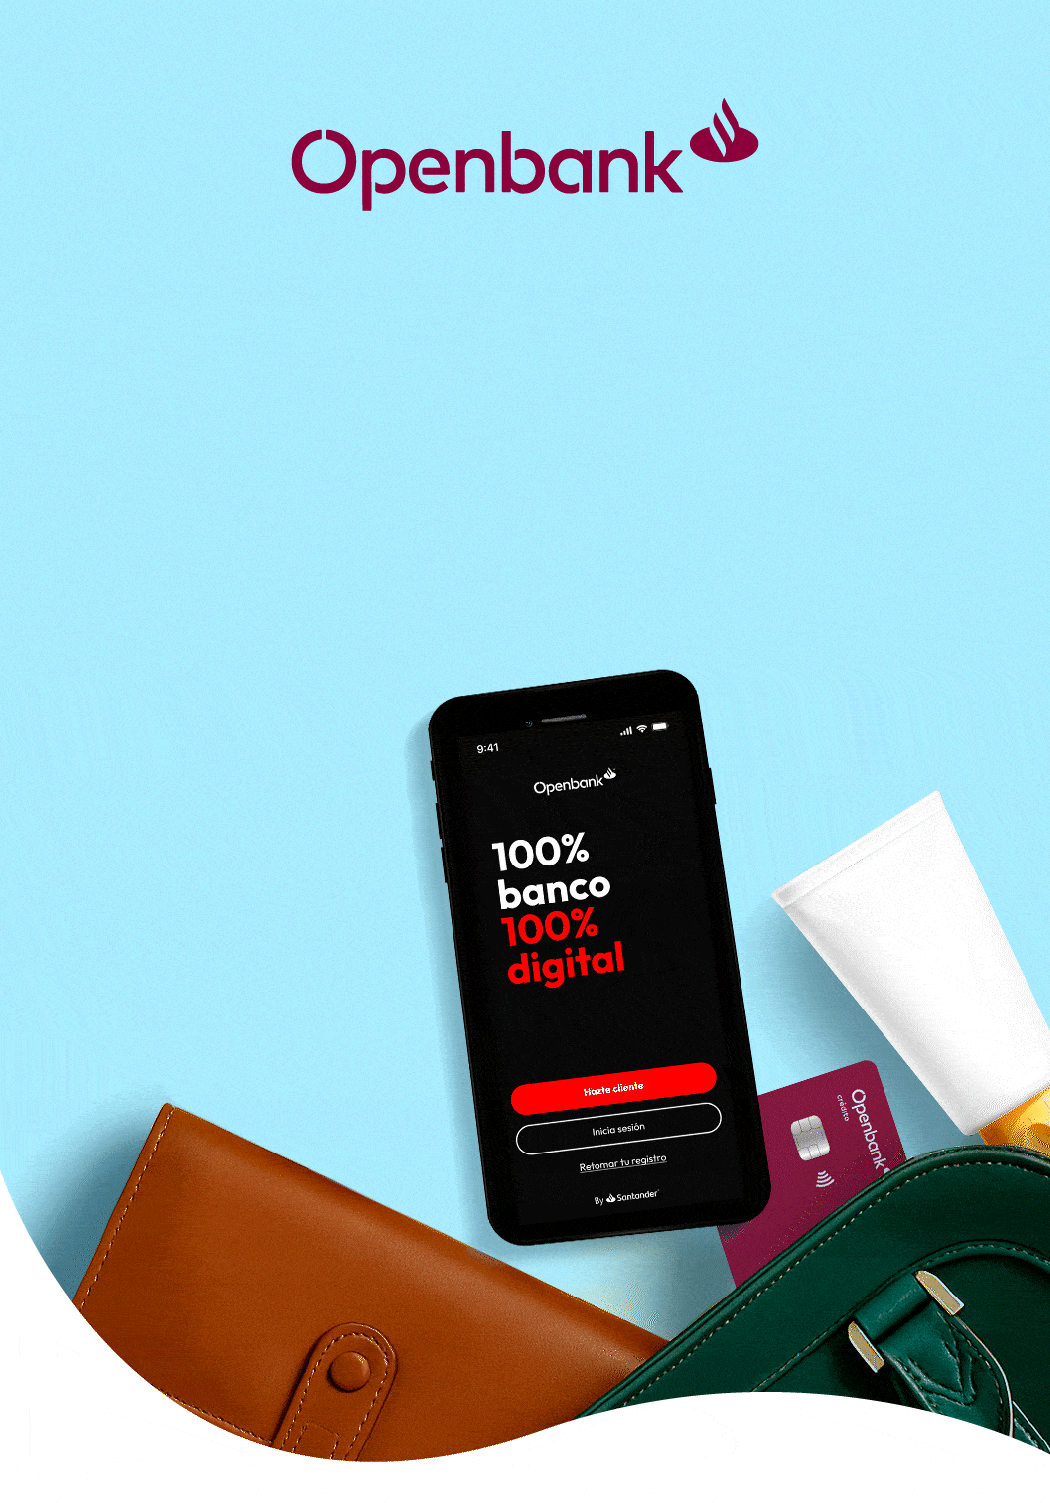 Openbank
9:41
Openbank
100%
banco
100%
digital
Hazte cliente
Inicia sesión
Retomar tu registro
By Santander
Openbank
crédito